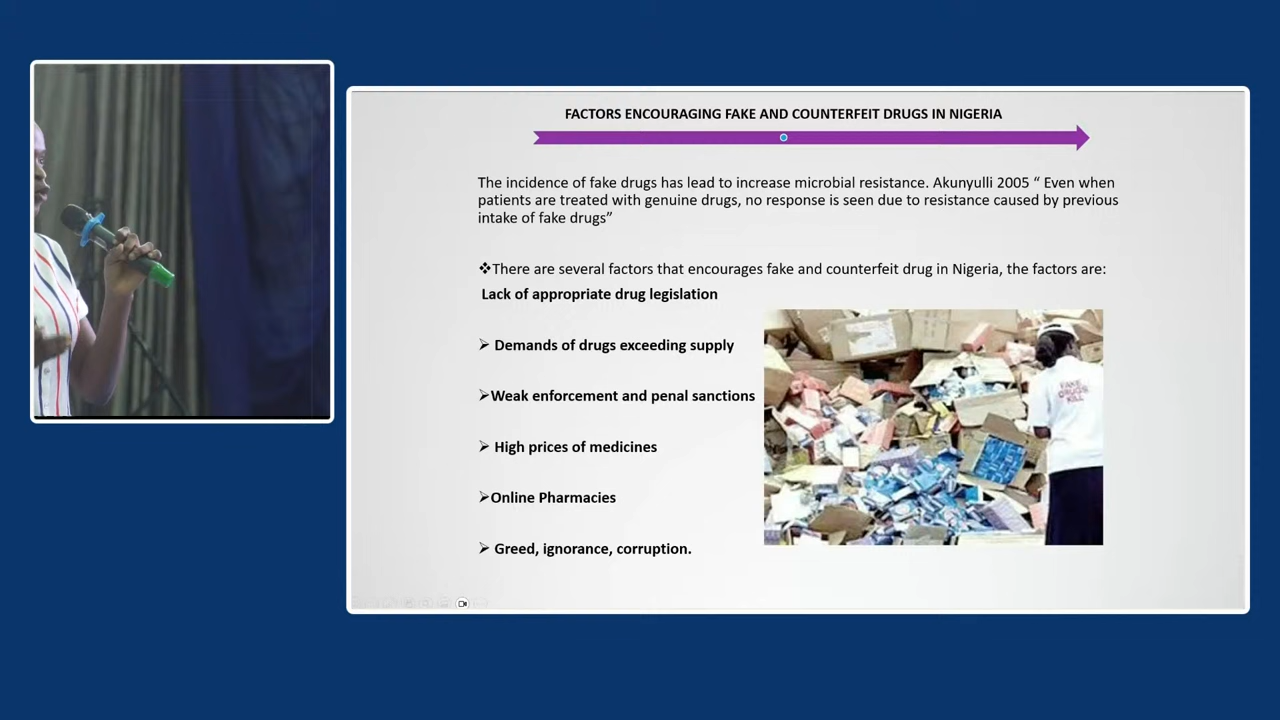 FACTORS ENCOURAGING FAKE AND COUNTERFEIT DRUGS IN NIGERIA
The incidence of fake drugs has lead to increase microbial resistance. Akunyulli 2005 “ Even when
patients are treated with genuine drugs, no response is seen due to resistance caused by previous
intake of fake drugs”
❖There are several factors that encourages fake and counterfeit drug in Nigeria, the factors are:
Lack of appropriate drug legislation
➢ Demands of drugs exceeding supply
➢Weak enforcement and penal sanctions
➢ High prices of medicines
➢Online Pharmacies
➢ Greed, ignorance, corruption.
FAKE
DRUGS
KILL